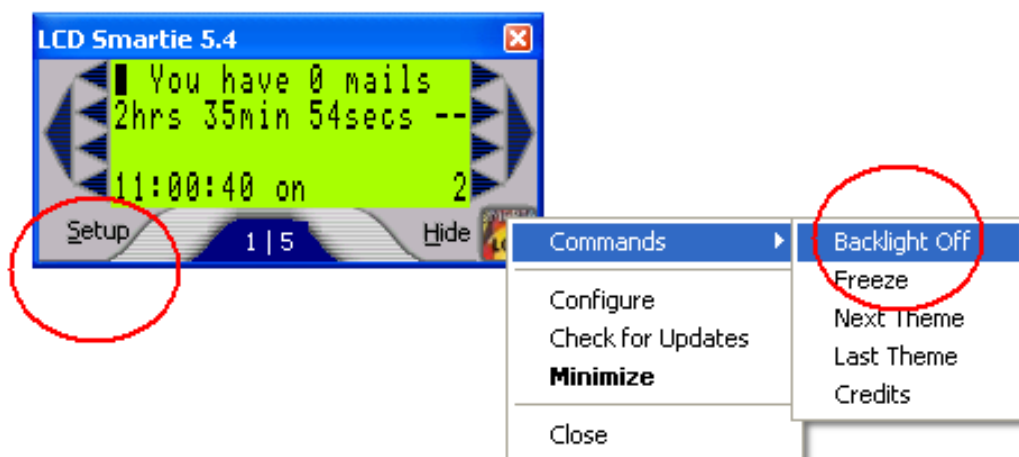 LCD Smartie 5.4
You have 0 mails
2hrs 35min 54secs --
11:00:40 on 2
Setup
1 | 5
Hide
Commands
Configure
Check for Updates
Minimize
Close
Backlight Off
Freeze
Next Theme
Last Theme
Credits